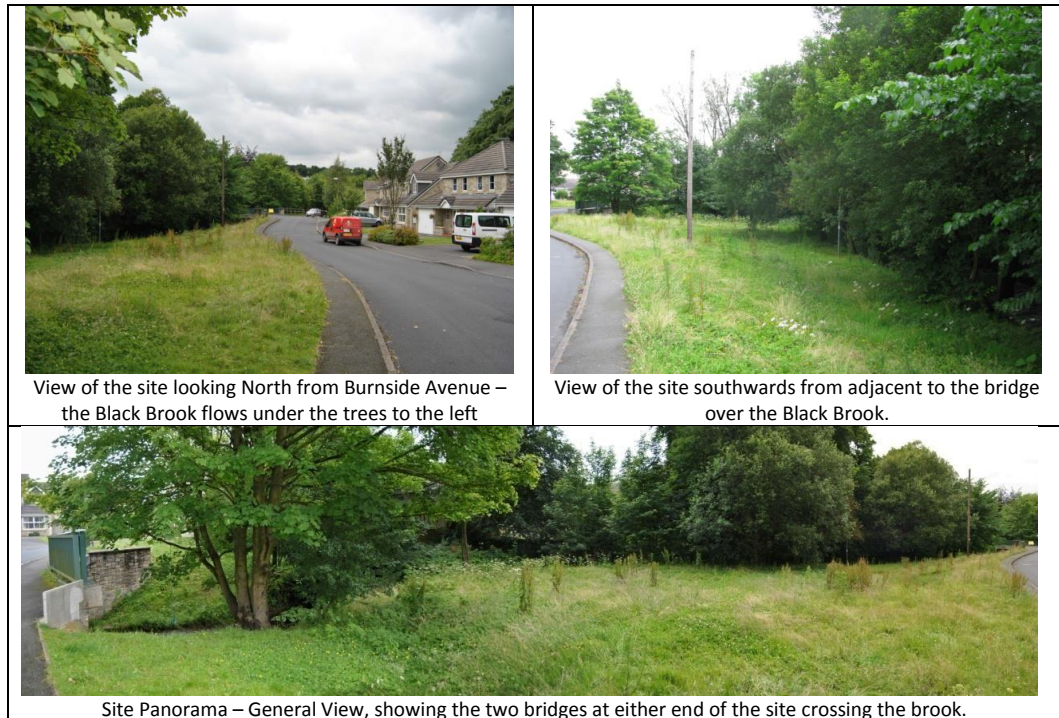 View of the site looking North from Burnside Avenue –
the Black Brook flows under the trees to the left
View of the site southwards from adjacent to the bridge
over the Black Brook.
Site Panorama – General View, showing the two bridges at either end of the site crossing the brook.